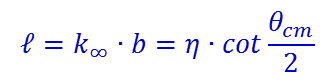 ℓ = k∞ · b = η · cot θcm/2